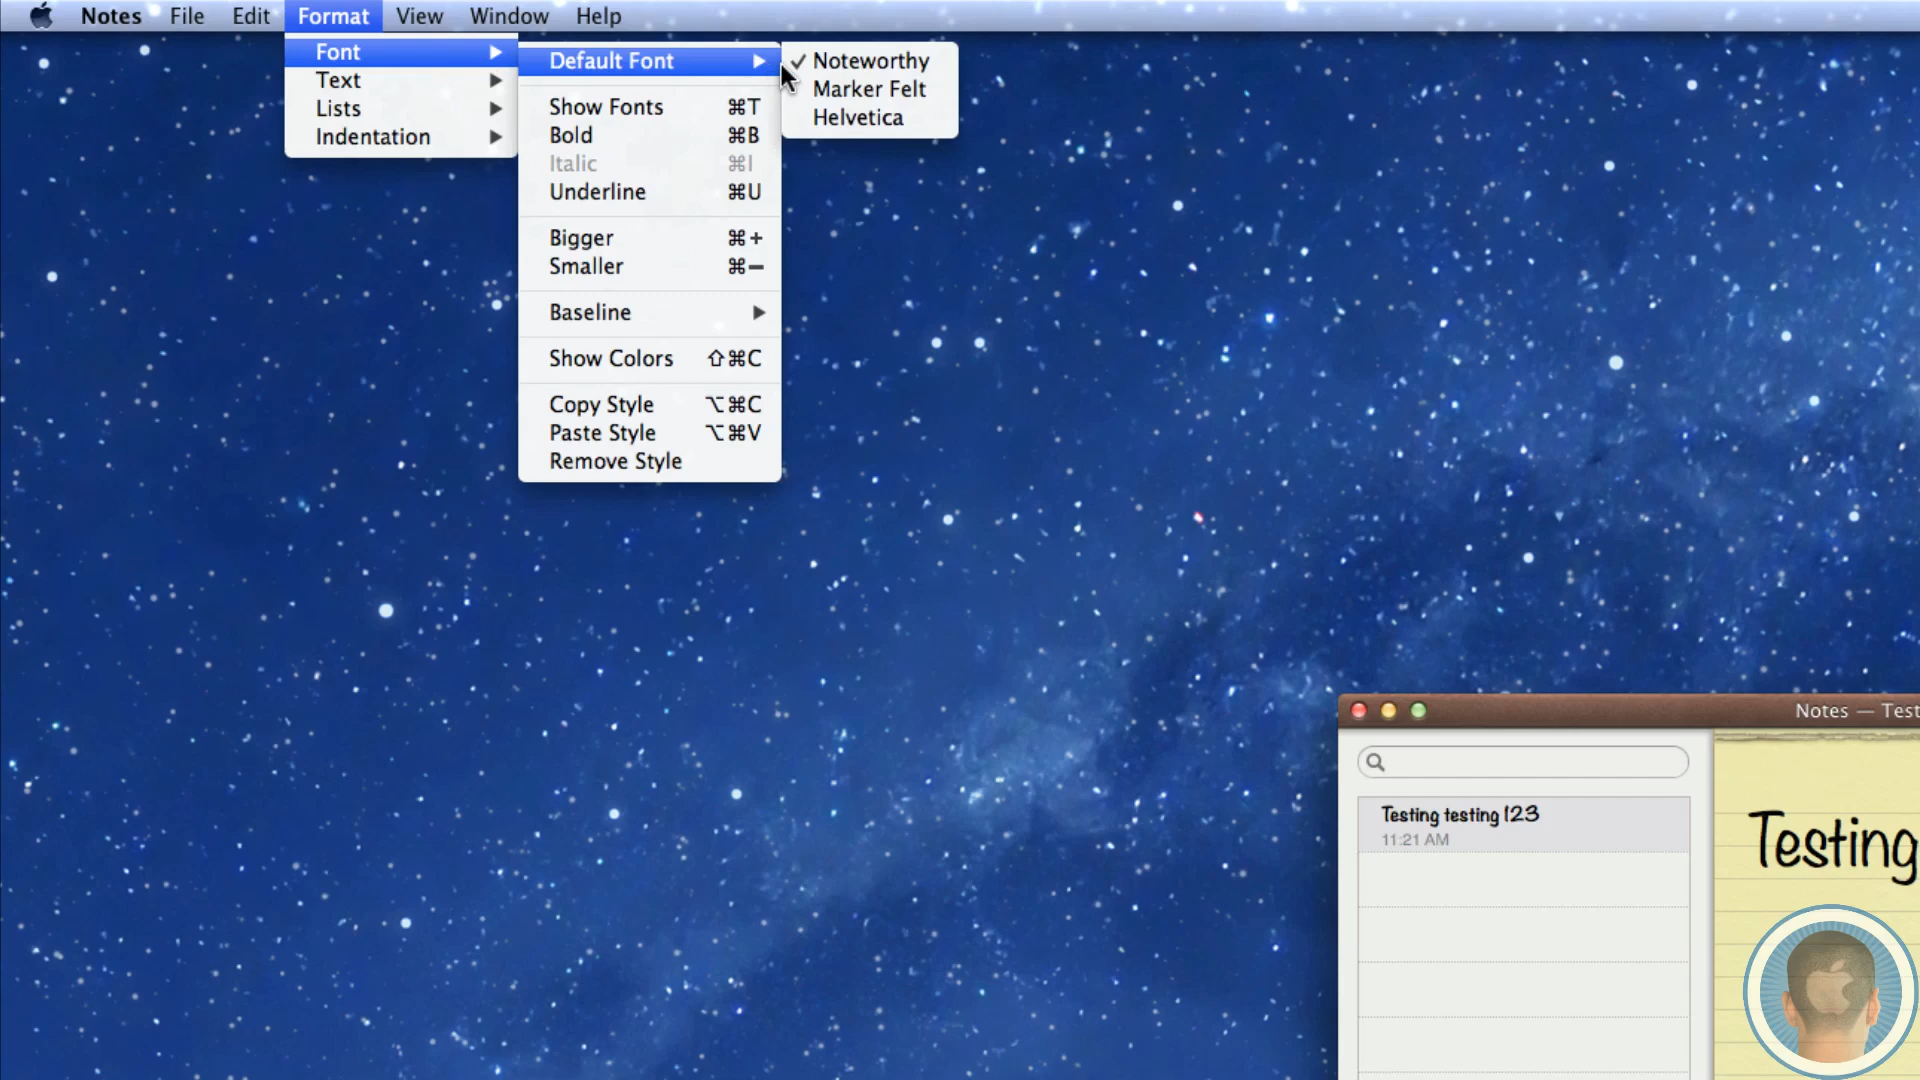 Notes File Edit Format View Window Help
Font
Text
Lists
Indentation
Default Font
Show Fonts ⌘T
Bold ⌘B
Italic ⌘I
Underline ⌘U
Bigger ⌘+
Smaller ⌘−
Baseline
Show Colors ⇧⌘C
Copy Style ⌥⌘C
Paste Style ⌥⌘V
Remove Style
✓ Noteworthy
Marker Felt
Helvetica
Notes — Test
Testing testing 123
11:21 AM
Testing